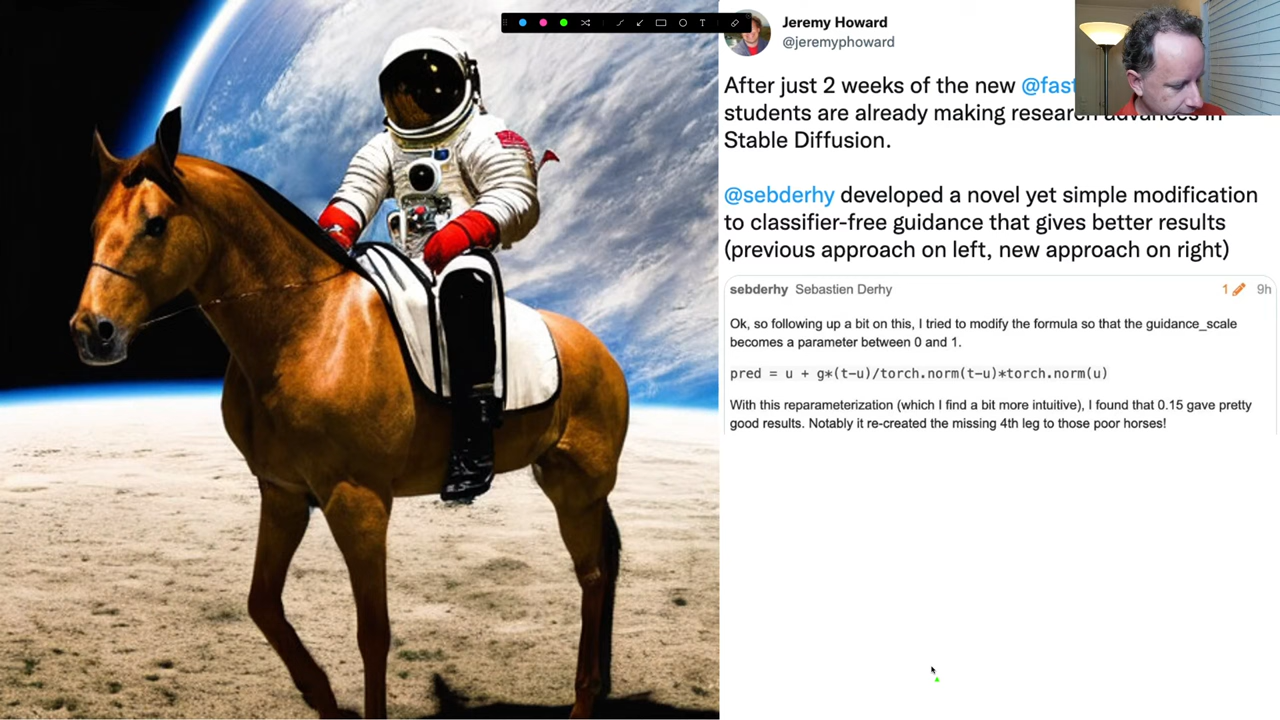 T
Jeremy Howard
@jeremyphoward
After just 2 weeks of the new @fast
students are already making research advances in
Stable Diffusion.
@sebderhy developed a novel yet simple modification
to classifier-free guidance that gives better results
(previous approach on left, new approach on right)
sebderhy Sebastien Derhy 1 9h
Ok, so following up a bit on this, I tried to modify the formula so that the guidance_scale
becomes a parameter between 0 and 1.
pred = u + g*(t-u)/torch.norm(t-u)*torch.norm(u)
With this reparameterization (which I find a bit more intuitive), I found that 0.15 gave pretty
good results. Notably it re-created the missing 4th leg to those poor horses!